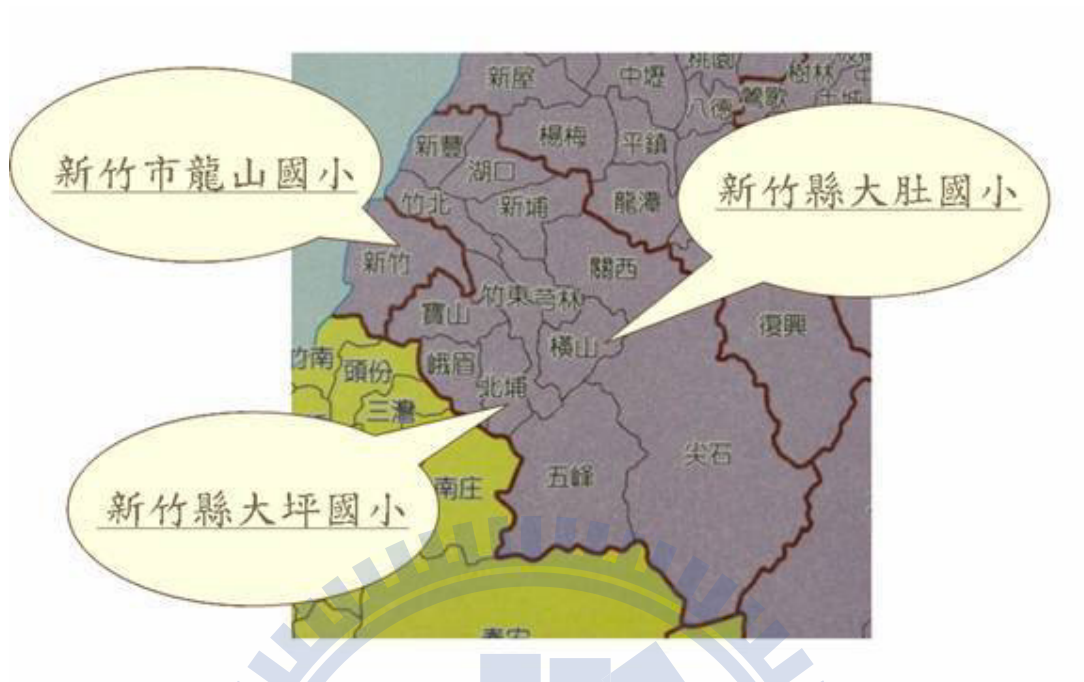 桃園
樹林
新屋
中壢
八德
鶯歌
土城
楊梅
平鎮
新豐
湖口
新竹市龍山國小
新竹縣大肚國小
竹北
新埔
龍潭
新竹
關西
竹東
芎林
寶山
復興
橫山
竹南
頭份
峨眉
北埔
三灣
尖石
五峰
南庄
新竹縣大坪國小
泰安